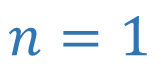 n = 1